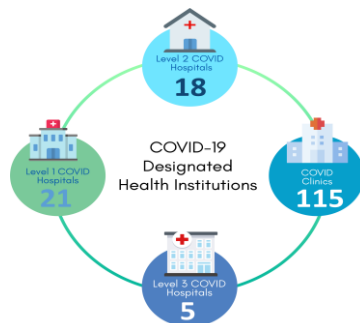 Level 2 COVID
Hospitals
18
Level 1 COVID
Hospitals
21
COVID-19
Designated
Health Institutions
COVID
Clinics
115
Level 3 COVID
Hospitals
5